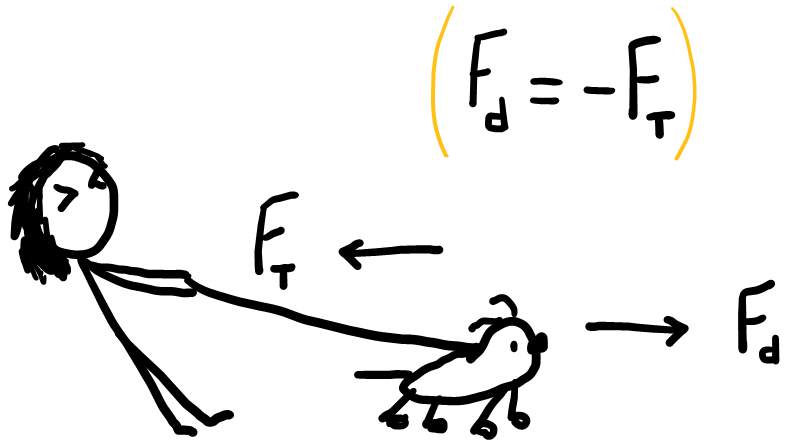 (F_d = -F_T)
F_T
F_d